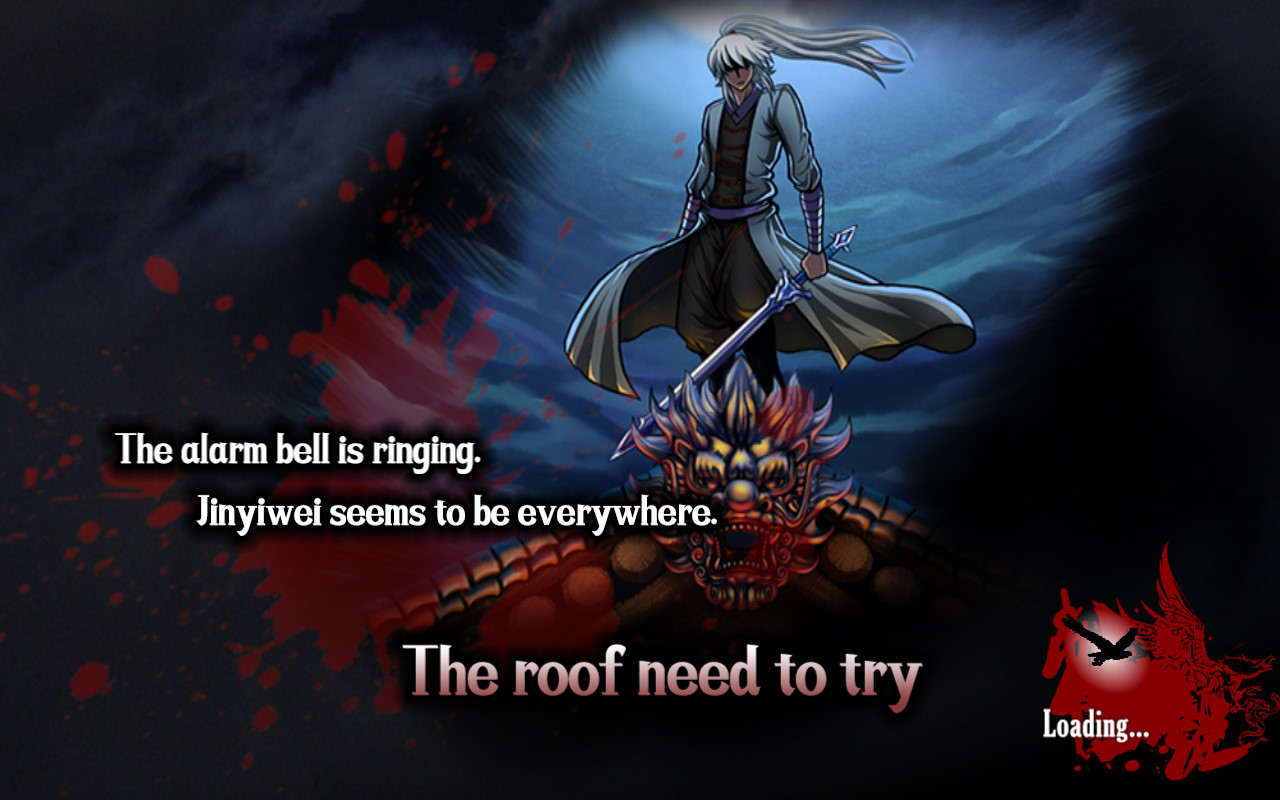 The alarm bell is ringing.
Jinyiwei seems to be everywhere.
The roof need to try
Loading...